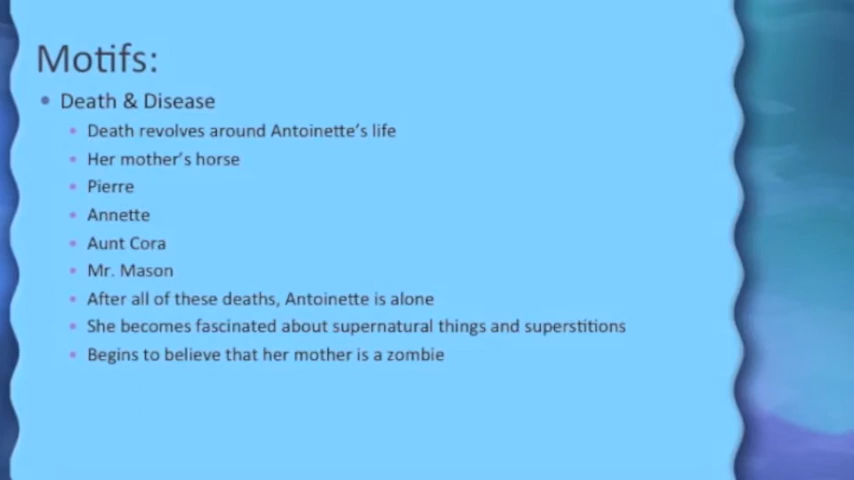 Motifs:
Death & Disease
Death revolves around Antoinette's life
Her mother's horse
Pierre
Annette
Aunt Cora
Mr. Mason
After all of these deaths, Antoinette is alone
She becomes fascinated about supernatural things and superstitions
Begins to believe that her mother is a zombie